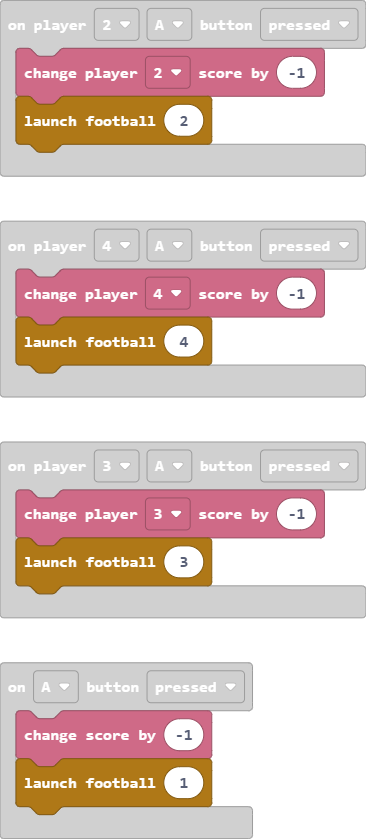 on player 2 A button pressed
change player 2 score by -1
launch football 2
on player 4 A button pressed
change player 4 score by -1
launch football 4
on player 3 A button pressed
change player 3 score by -1
launch football 3
on A button pressed
change score by -1
launch football 1